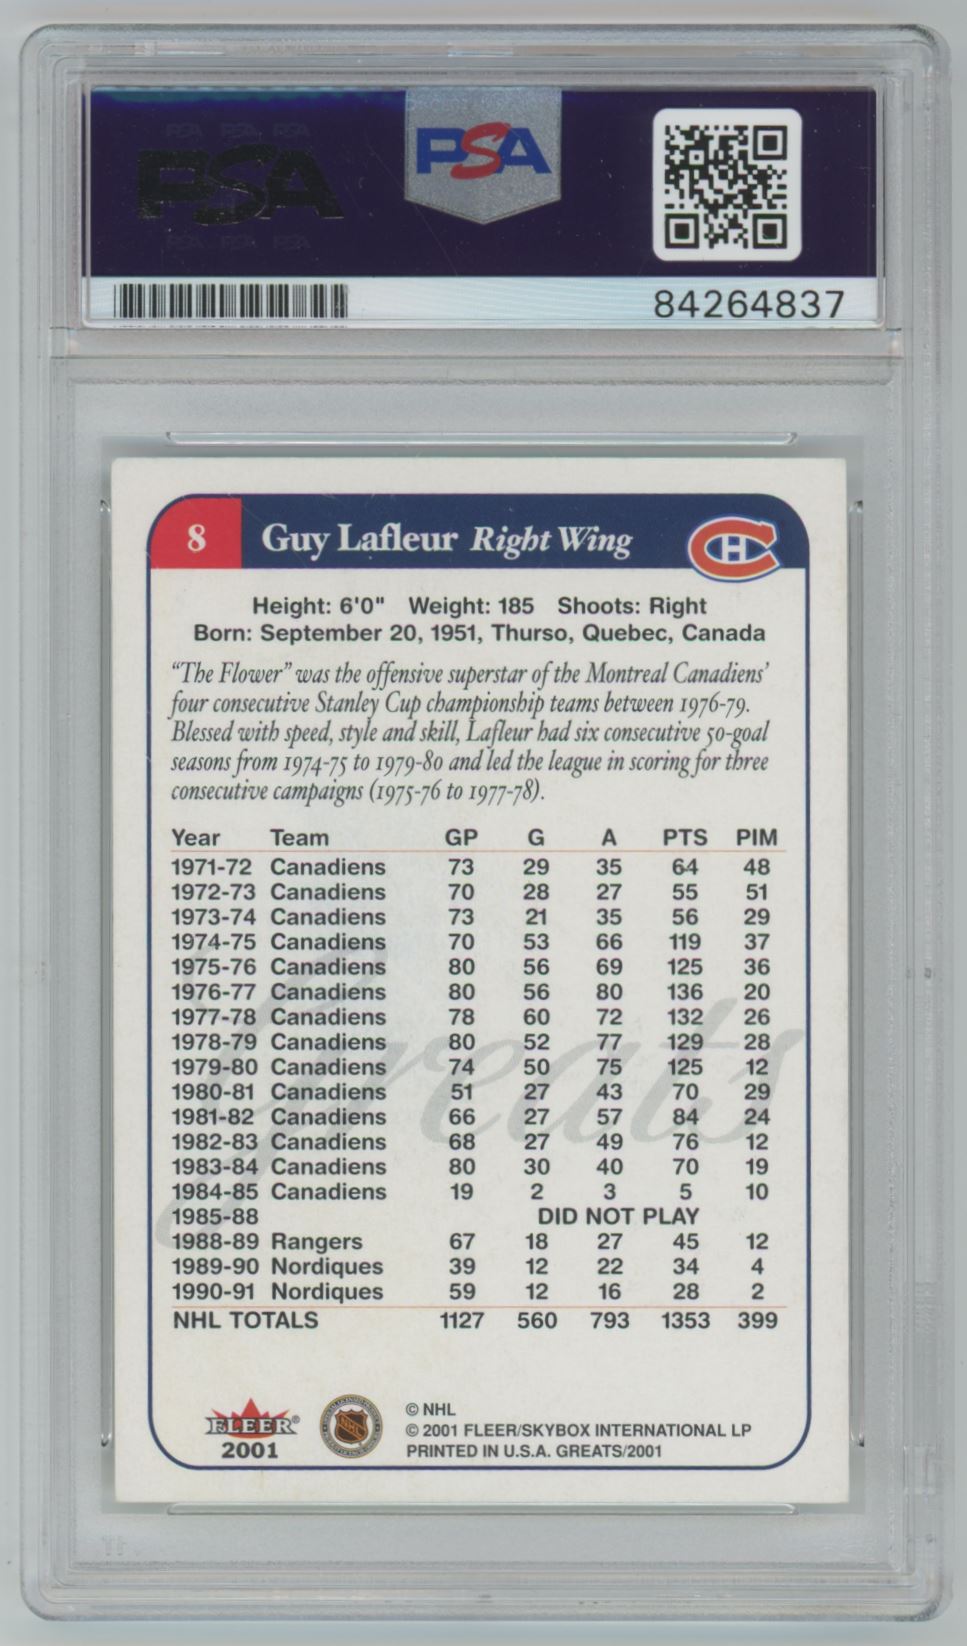 PSA PSA PSA
PSA
PSA PSA PSA
PSA
84264837
8 Guy Lafleur Right Wing
CH
Height: 6'0" Weight: 185 Shoots: Right
Born: September 20, 1951, Thurso, Quebec, Canada
“The Flower” was the offensive superstar of the Montreal Canadiens’
four consecutive Stanley Cup championship teams between 1976-79.
Blessed with speed, style and skill, Lafleur had six consecutive 50-goal
seasons from 1974-75 to 1979-80 and led the league in scoring for three
consecutive campaigns (1975-76 to 1977-78).
Year Team GP G A PTS PIM
1971-72 Canadiens 73 29 35 64 48
1972-73 Canadiens 70 28 27 55 51
1973-74 Canadiens 73 21 35 56 29
1974-75 Canadiens 70 53 66 119 37
1975-76 Canadiens 80 56 69 125 36
1976-77 Canadiens 80 56 80 136 20
1977-78 Canadiens 78 60 72 132 26
1978-79 Canadiens 80 52 77 129 28
1979-80 Canadiens 74 50 75 125 12
1980-81 Canadiens 51 27 43 70 29
1981-82 Canadiens 66 27 57 84 24
1982-83 Canadiens 68 27 49 76 12
1983-84 Canadiens 80 30 40 70 19
1984-85 Canadiens 19 2 3 5 10
1985-88 DID NOT PLAY
1988-89 Rangers 67 18 27 45 12
1989-90 Nordiques 39 12 22 34 4
1990-91 Nordiques 59 12 16 28 2
NHL TOTALS 1127 560 793 1353 399
Greats
FLEER®
2001
NHL
© NHL
© 2001 FLEER/SKYBOX INTERNATIONAL LP
PRINTED IN U.S.A. GREATS/2001